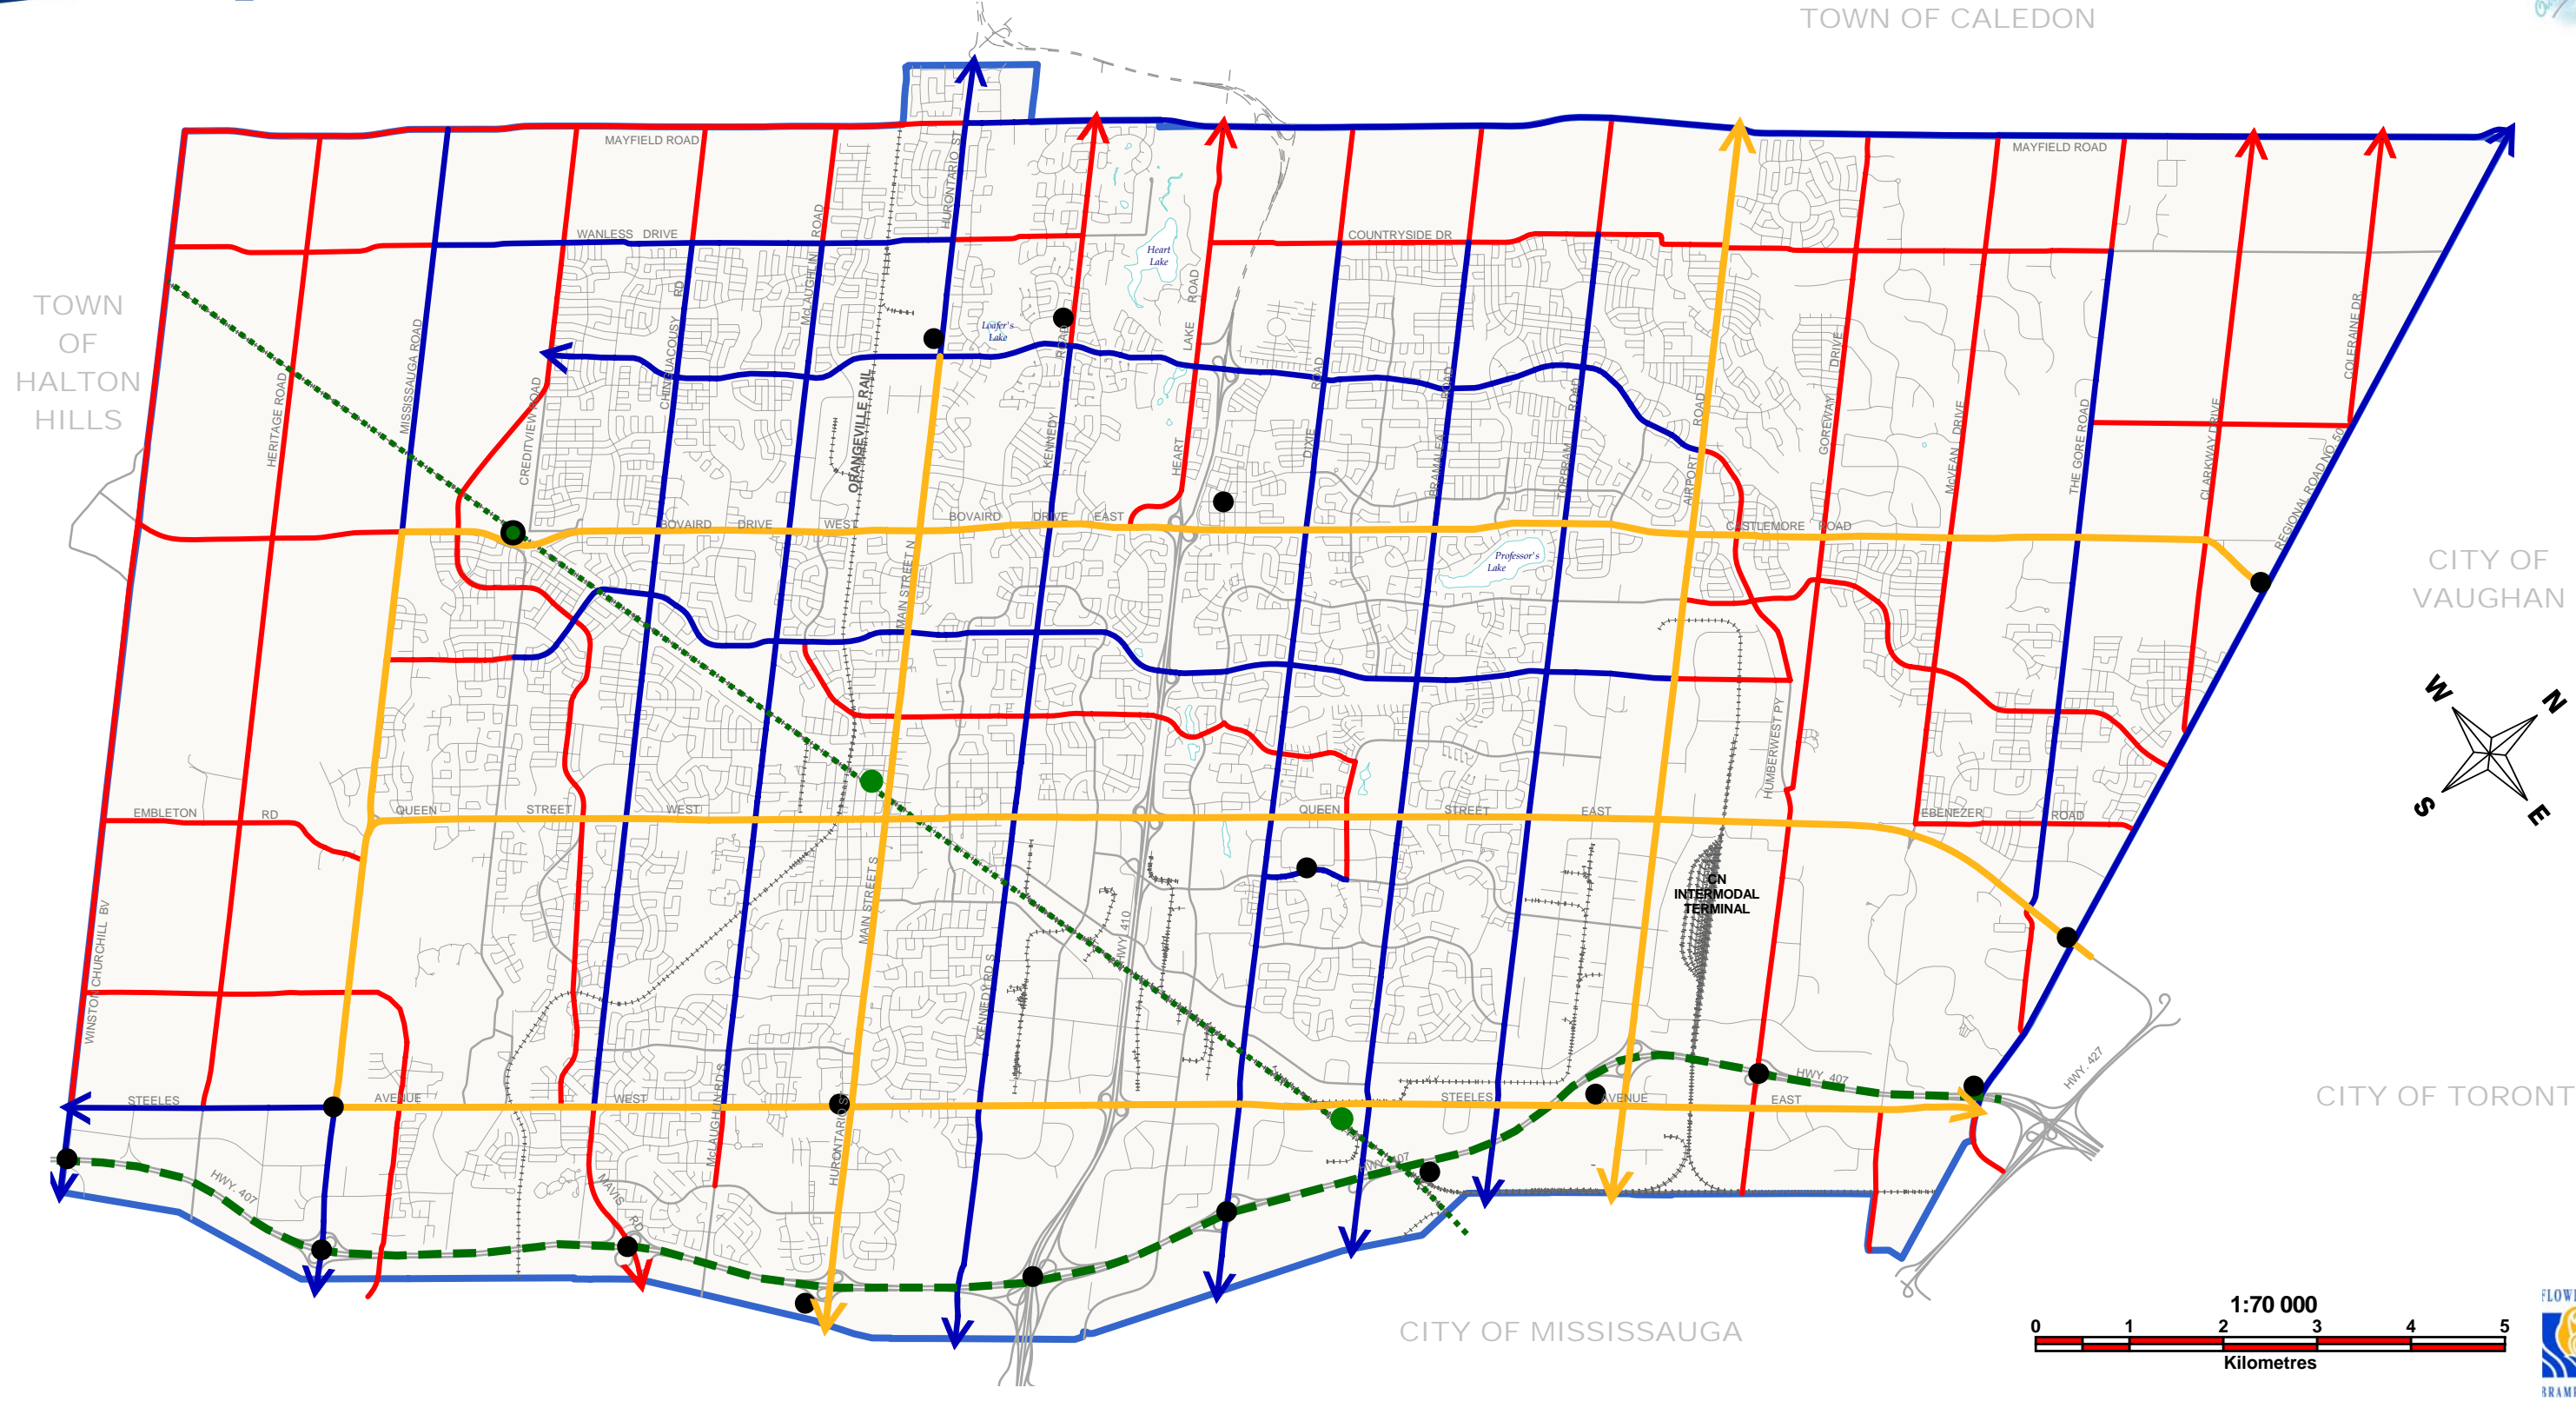 TOWN OF CALEDON
MAYFIELD ROAD
MAYFIELD ROAD
HURONTARIO ST
WANLESS DRIVE
McLAUGHLIN ROAD
COUNTRYSIDE DR
Heart
Lake
TOWN
OF
HALTON
HILLS
HERITAGE ROAD
MISSISSAUGA ROAD
CREDITVIEW ROAD
CHINGUACOUSY RD
ORANGEVILLE RAIL
Loafer's
Lake
KENNEDY ROAD
HEART LAKE ROAD
DIXIE ROAD
BRAMALEA ROAD
TORBRAM ROAD
AIRPORT ROAD
GOREWAY DRIVE
McVEAN DRIVE
THE GORE ROAD
CLARKWAY DRIVE
COLERAINE DR
REGIONAL ROAD NO. 50
BOVAIRD DRIVE WEST
BOVAIRD DRIVE EAST
CASTLEMORE ROAD
Professor's
Lake
MAIN STREET N
CITY OF
VAUGHAN
W
N
S
E
HUMBERWEST PY
EMBLETON RD
QUEEN STREET WEST
QUEEN STREET EAST
EBENEZER ROAD
CN
INTERMODAL
TERMINAL
WINSTON CHURCHILL BV
MAIN STREET S
HWY. 410
KENNEDY RD S
McLAUGHLIN RD S
HURONTARIO ST
STEELES AVENUE WEST
STEELES AVENUE EAST
HWY. 407
HWY. 407
HWY. 407
HWY. 427
MAVIS RD
CITY OF TORONT
CITY OF MISSISSAUGA
1:70 000
0 1 2 3 4 5
Kilometres
FLOW
BRAM